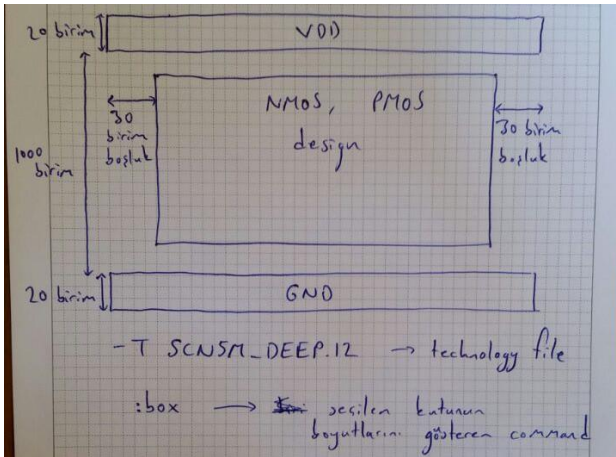 20 birim
VDD
30 birim boşluk
NMOS, PMOS
design
30 birim
boşluk
1000
birim
20 birim
GND
-T SCN5M_DEEP.12 → technology file
:box → seçilen kutunun
boyutlarını gösteren command